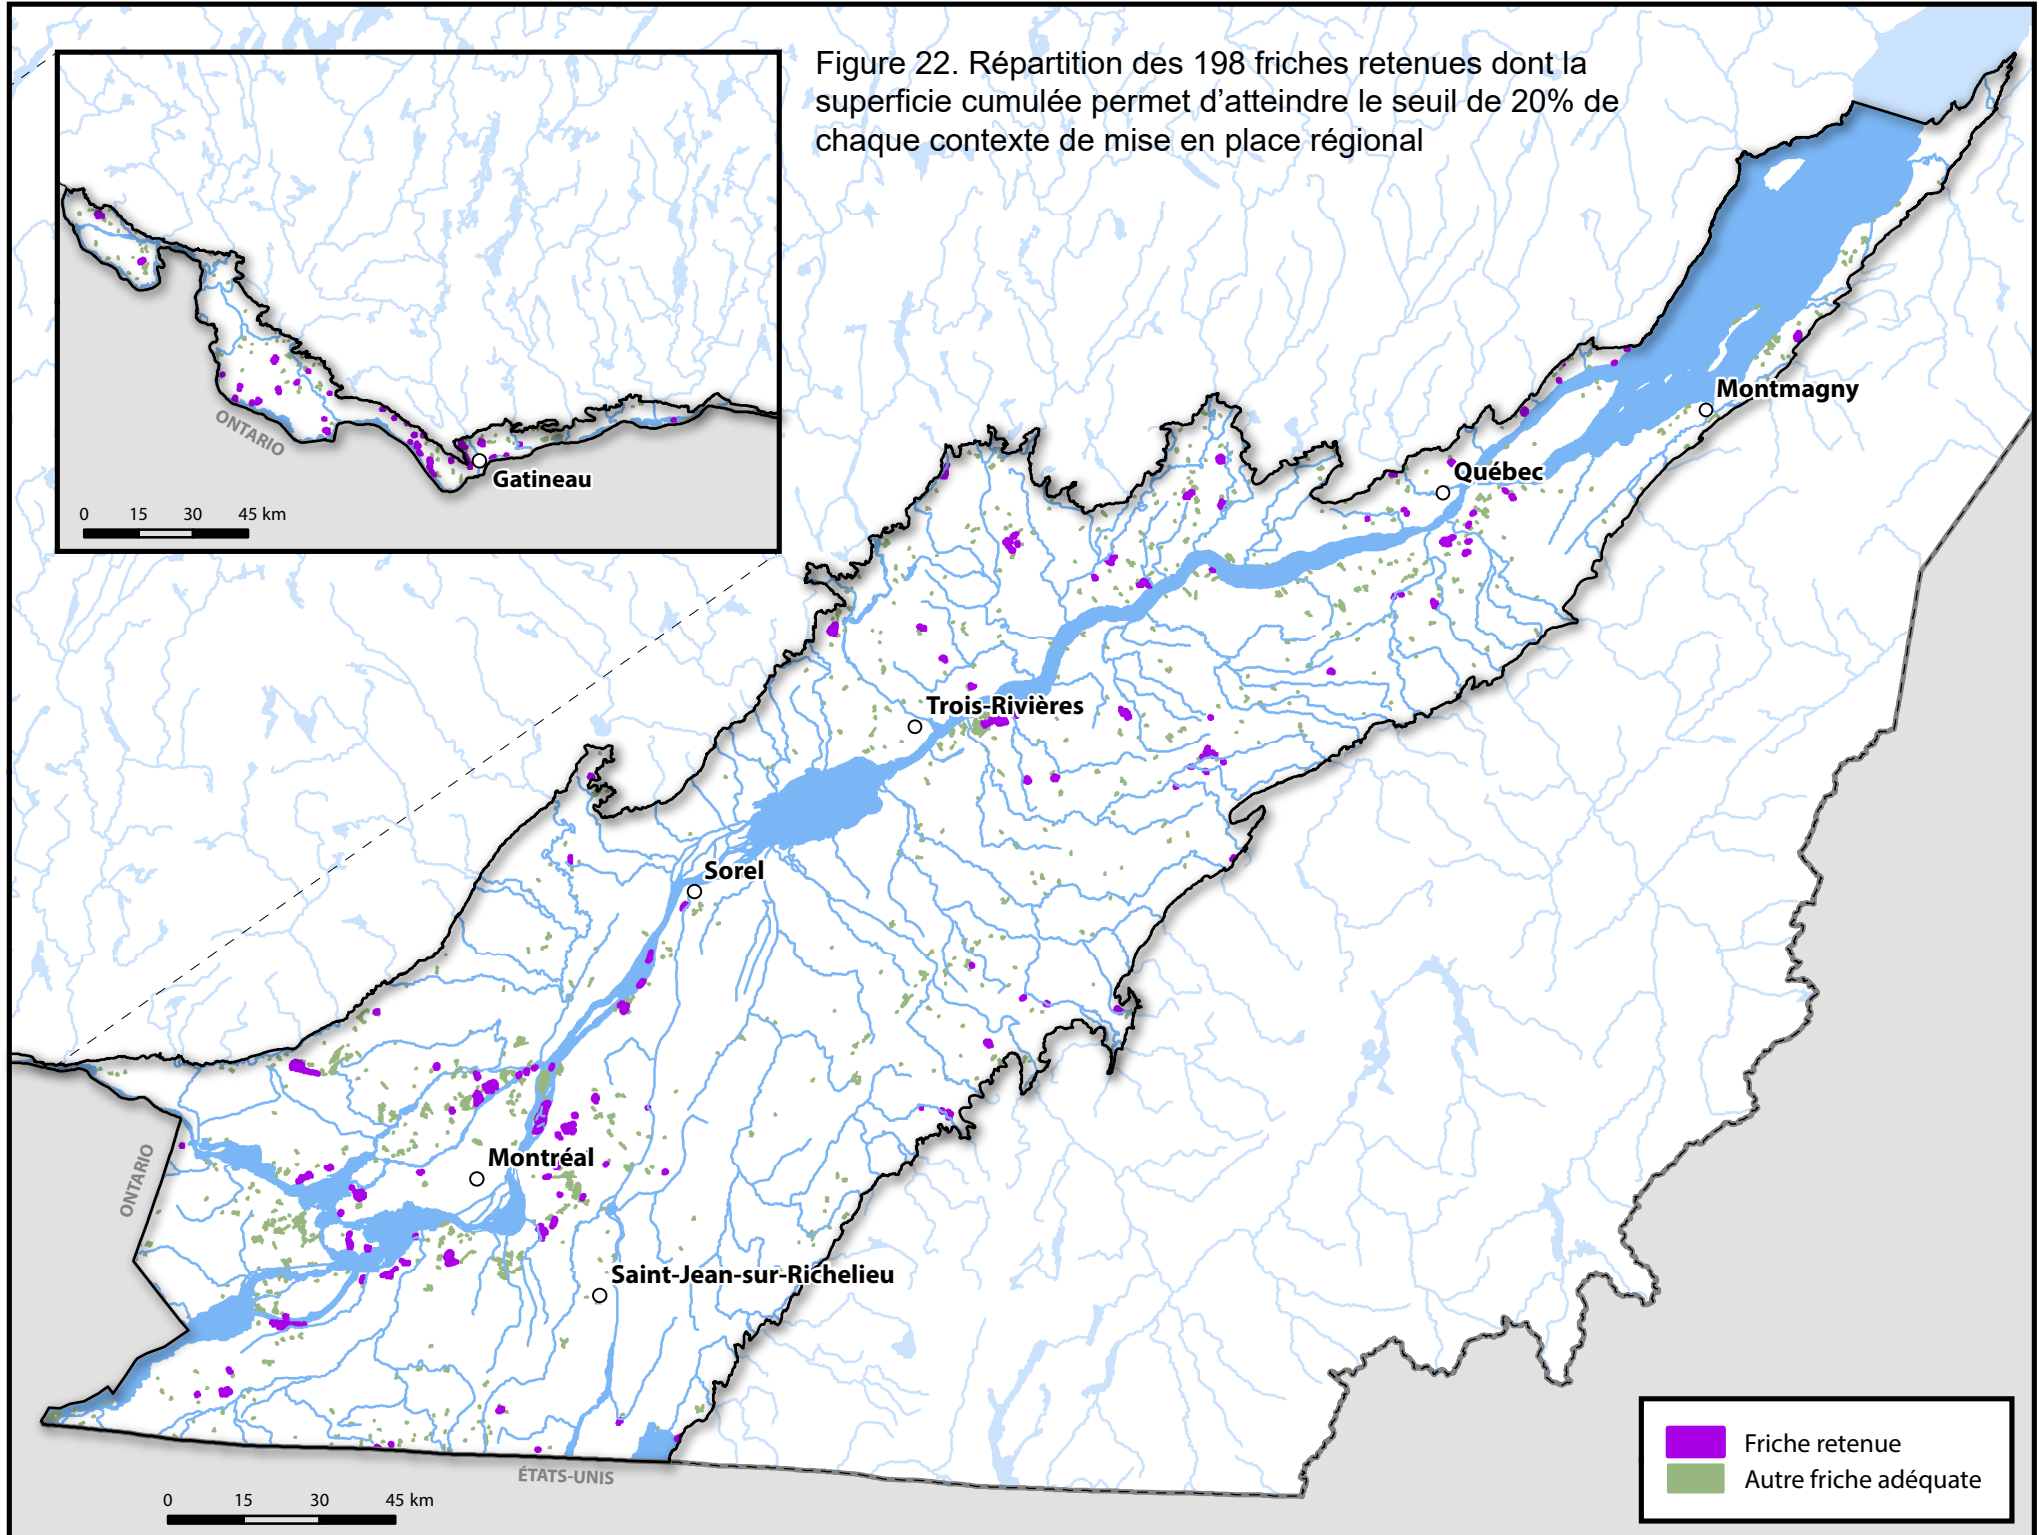 Figure 22. Répartition des 198 friches retenues dont la
superficie cumulée permet d'atteindre le seuil de 20% de
chaque contexte de mise en place régional
ONTARIO
Gatineau
0 15 30 45 km
Montmagny
Québec
Trois-Rivières
Sorel
Montréal
ONTARIO
Saint-Jean-sur-Richelieu
ÉTATS-UNIS
0 15 30 45 km
Friche retenue
Autre friche adéquate